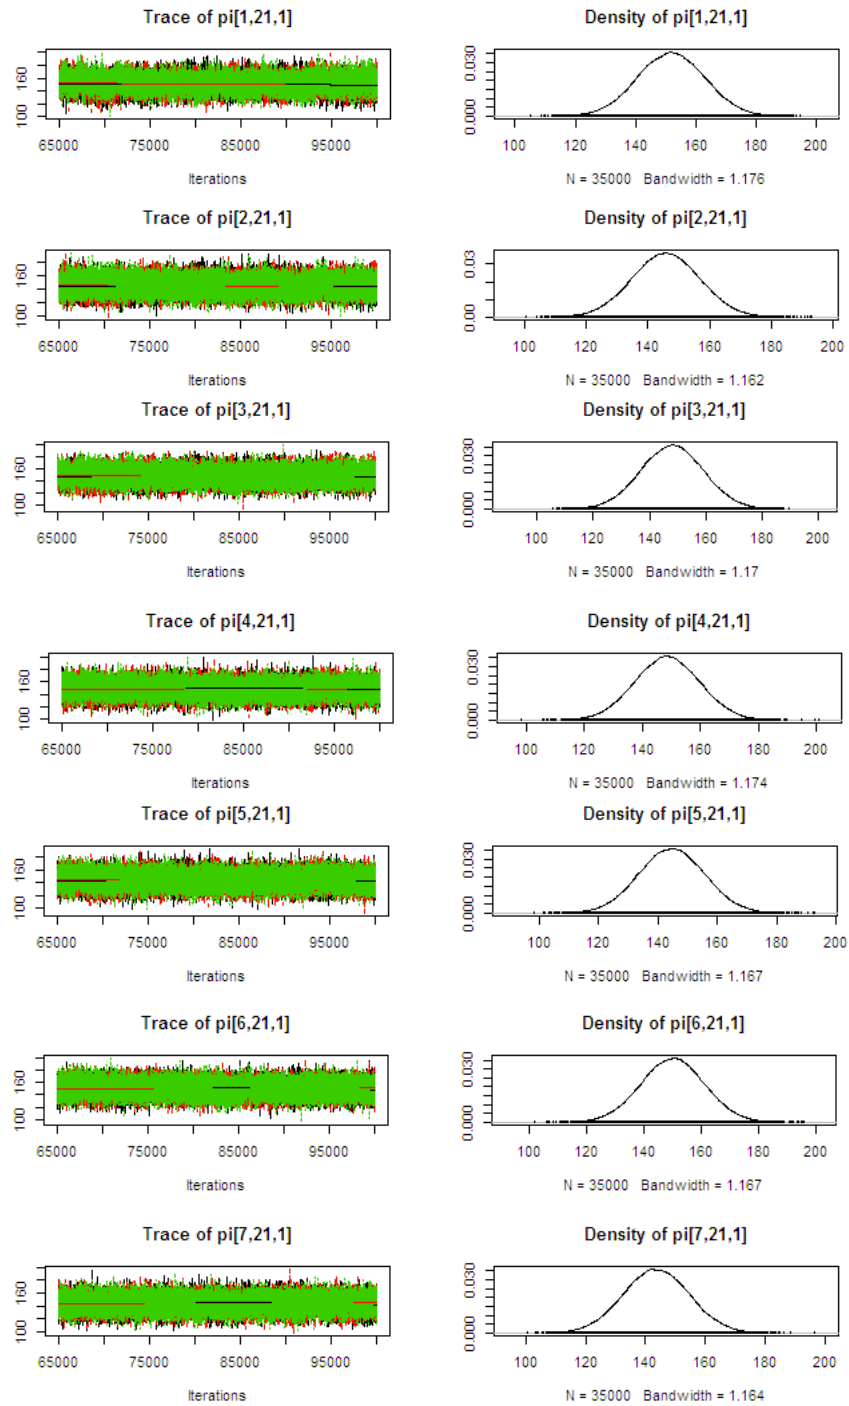 Trace of pi[1,21,1]
100 160
65000 75000 85000 95000
Iterations
Density of pi[1,21,1]
0.000 0.030
100 120 140 160 180 200
N = 35000 Bandwidth = 1.176
Trace of pi[2,21,1]
100 160
65000 75000 85000 95000
Iterations
Density of pi[2,21,1]
0.00 0.03
100 120 140 160 180 200
N = 35000 Bandwidth = 1.162
Trace of pi[3,21,1]
100 160
65000 75000 85000 95000
Iterations
Density of pi[3,21,1]
0.000 0.030
100 120 140 160 180 200
N = 35000 Bandwidth = 1.17
Trace of pi[4,21,1]
100 160
65000 75000 85000 95000
Iterations
Density of pi[4,21,1]
0.000 0.030
100 120 140 160 180 200
N = 35000 Bandwidth = 1.174
Trace of pi[5,21,1]
100 160
65000 75000 85000 95000
Iterations
Density of pi[5,21,1]
0.000 0.030
100 120 140 160 180 200
N = 35000 Bandwidth = 1.167
Trace of pi[6,21,1]
100 160
65000 75000 85000 95000
Iterations
Density of pi[6,21,1]
0.000 0.030
100 120 140 160 180 200
N = 35000 Bandwidth = 1.167
Trace of pi[7,21,1]
100 160
65000 75000 85000 95000
Iterations
Density of pi[7,21,1]
0.000 0.030
100 120 140 160 180 200
N = 35000 Bandwidth = 1.164